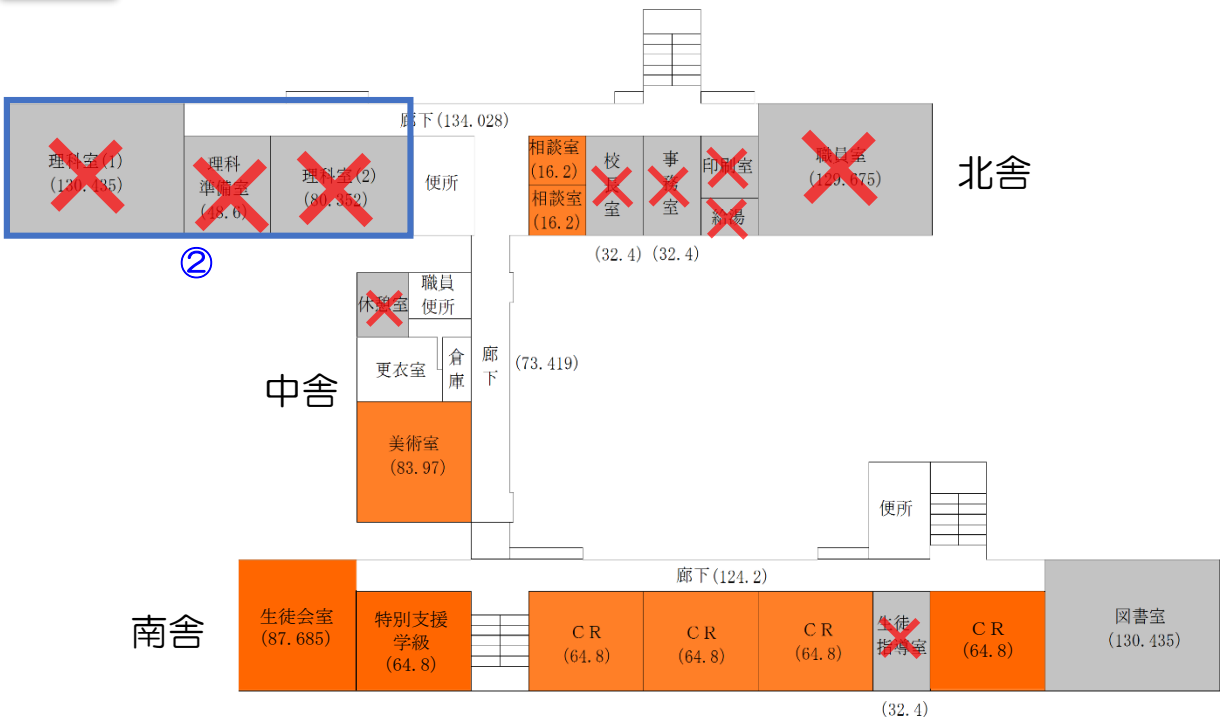 廊下(134.028)
理科室(1)
(130.435)
理科
準備室
(48.6)
理科室(2)
(80.352)
便所
相談室
(16.2)
相談室
(16.2)
校
長
室
(32.4)
事
務
室
(32.4)
印刷室
給湯
職員室
(129.675)
北舎
②
休憩室
職員
便所
更衣室
倉
庫
廊
下
(73.419)
中舎
美術室
(83.97)
便所
廊下(124.2)
南舎
生徒会室
(87.685)
特別支援
学級
(64.8)
ＣＲ
(64.8)
ＣＲ
(64.8)
ＣＲ
(64.8)
生徒
指導室
(32.4)
ＣＲ
(64.8)
図書室
(130.435)